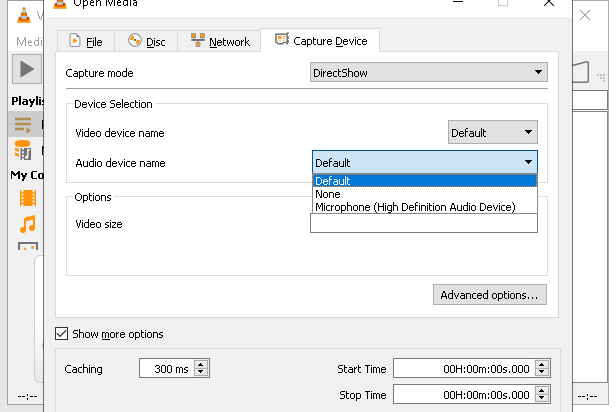 Open Media
Medi
File
Disc
Network
Capture Device
Capture mode
DirectShow
Playlis
Device Selection
Video device name
Default
Audio device name
Default
Default
None
Microphone (High Definition Audio Device)
My Co
Options
Video size
Advanced options...
Show more options
Caching
300 ms
Start Time
00H:00m:00s.000
Stop Time
00H:00m:00s.000
--:--
--:--